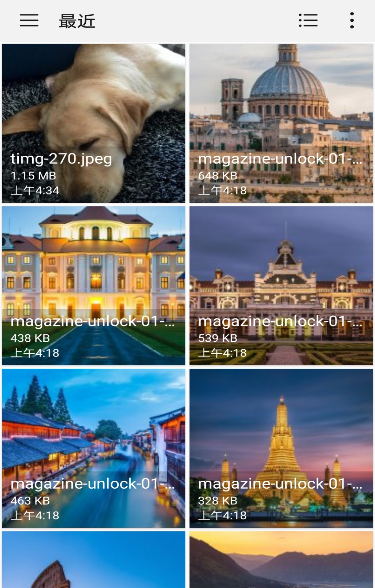 最近
timg-270.jpeg
1.15 MB
上午4:34
magazine-unlock-01-...
648 KB
上午4:18
magazine-unlock-01-...
438 KB
上午4:18
magazine-unlock-01-...
539 KB
上午4:18
magazine-unlock-01-...
463 KB
上午4:18
magazine-unlock-01-...
328 KB
上午4:18